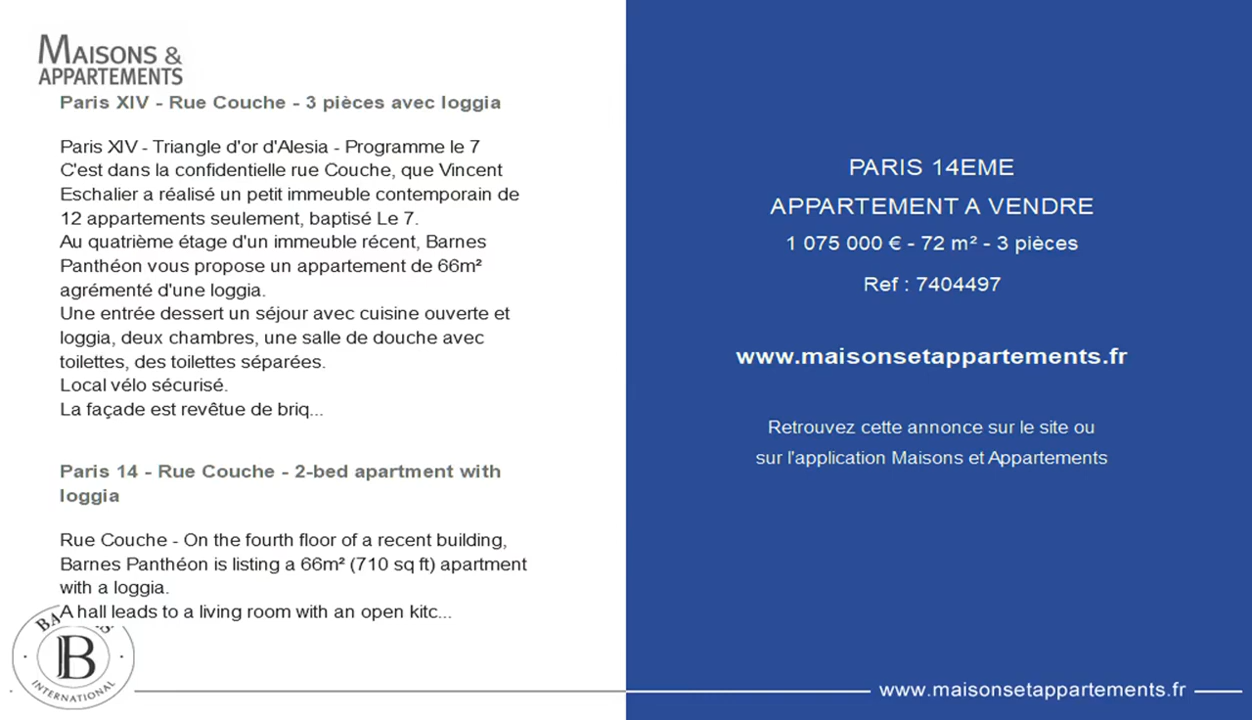 MAISONS &
APPARTEMENTS
Paris XIV - Rue Couche - 3 pièces avec loggia
Paris XIV - Triangle d'or d'Alesia - Programme le 7
C'est dans la confidentielle rue Couche, que Vincent
Eschalier a réalisé un petit immeuble contemporain de
12 appartements seulement, baptisé Le 7.
Au quatrième étage d'un immeuble récent, Barnes
Panthéon vous propose un appartement de 66m²
agrémenté d'une loggia.
Une entrée dessert un séjour avec cuisine ouverte et
loggia, deux chambres, une salle de douche avec
toilettes, des toilettes séparées.
Local vélo sécurisé.
La façade est revêtue de briq...
Paris 14 - Rue Couche - 2-bed apartment with
loggia
Rue Couche - On the fourth floor of a recent building,
Barnes Panthéon is listing a 66m² (710 sq ft) apartment
with a loggia.
A hall leads to a living room with an open kitc...
B
INTERNATIONAL
PARIS 14EME
APPARTEMENT A VENDRE
1 075 000 € - 72 m² - 3 pièces
Ref : 7404497
www.maisonsetappartements.fr
Retrouvez cette annonce sur le site ou
sur l'application Maisons et Appartements
www.maisonsetappartements.fr